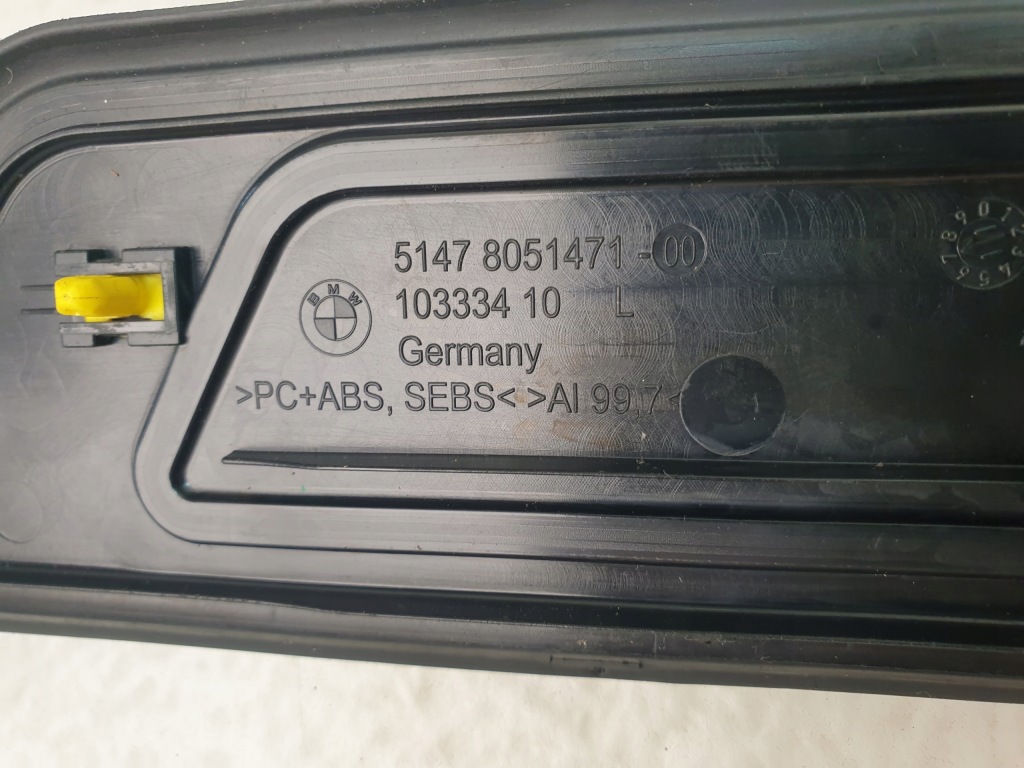 5147 8051471-00
BMW
103334 10 L
Germany
>PC+ABS, SEBS< >Al 99,7<